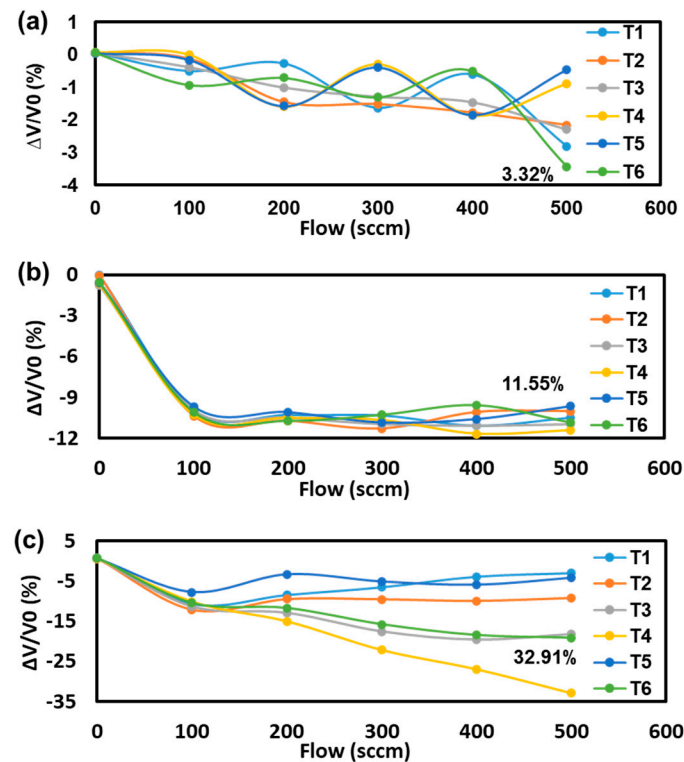 (a)
1
0
-1
-2
-3
-4
ΔV/V0 (%)
T1
T2
T3
T4
T5
T6
3.32%
0 100 200 300 400 500 600
Flow (sccm)
(b)
0
-3
-6
-9
-12
ΔV/V0 (%)
T1
T2
T3
T4
T5
T6
11.55%
0 100 200 300 400 500 600
Flow (sccm)
(c)
5
-5
-15
-25
-35
ΔV/V0 (%)
T1
T2
T3
T4
T5
T6
32.91%
0 100 200 300 400 500 600
Flow (sccm)